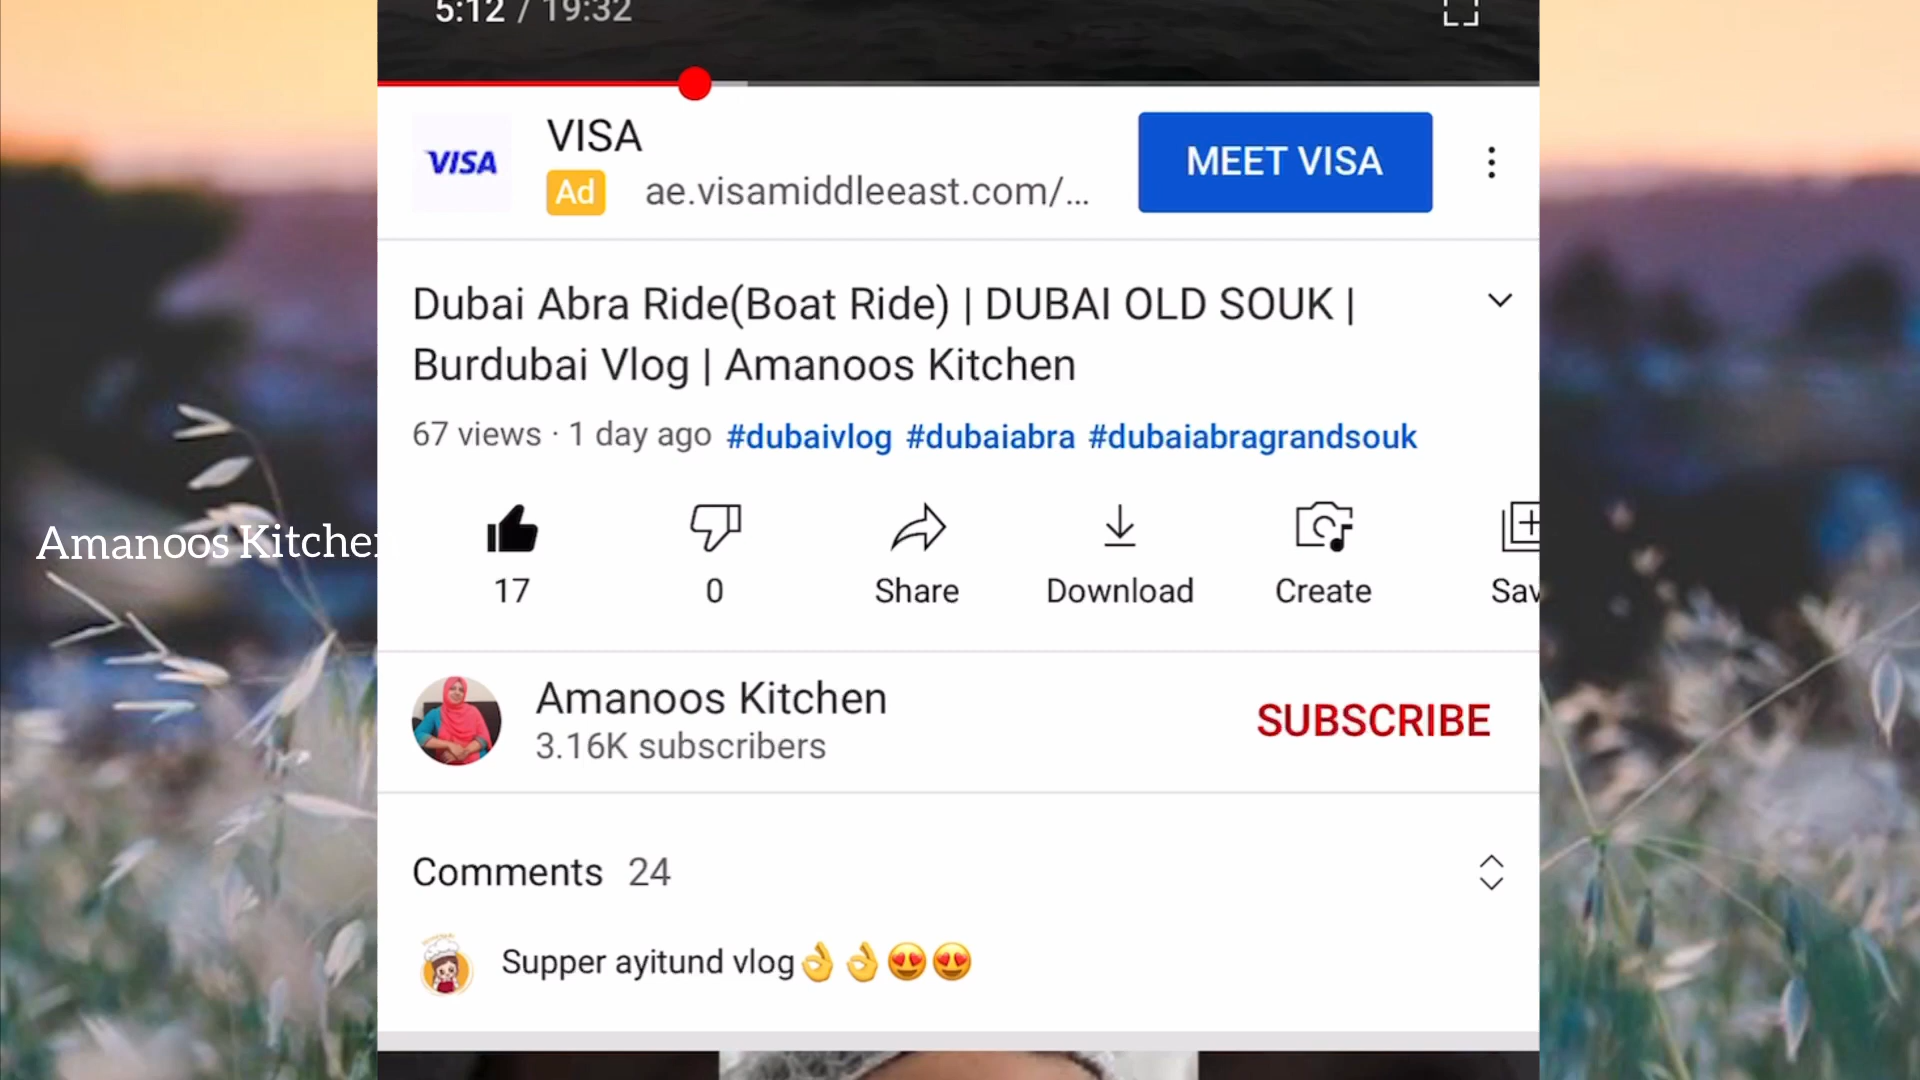 5:12 / 19:32
VISA
VISA
Ad ae.visamiddleeast.com/...
MEET VISA
Dubai Abra Ride(Boat Ride) | DUBAI OLD SOUK |
Burdubai Vlog | Amanoos Kitchen
67 views · 1 day ago #dubaivlog #dubaiabra #dubaiabragrandsouk
17 0 Share Download Create Sav
Amanoos Kitchen
Amanoos Kitchen
3.16K subscribers
SUBSCRIBE
Comments 24
Supper ayitund vlog👌👌😍😍